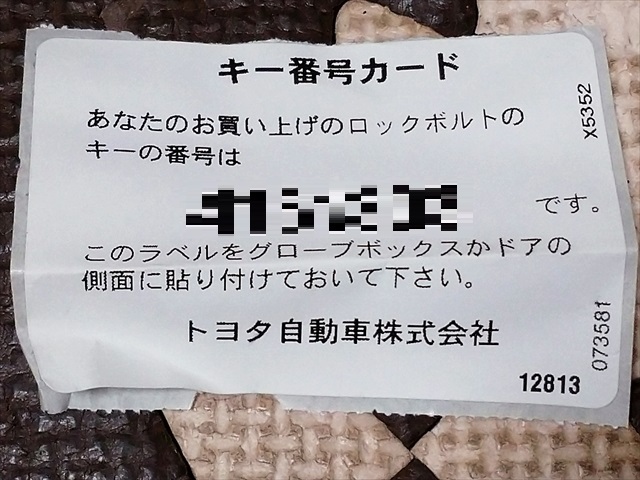 キー番号カード
あなたのお買い上げのロックボルトの
キーの番号は
です。
このラベルをグローブボックスかドアの
側面に貼り付けておいて下さい。
トヨタ自動車株式会社
12813
X5352
073581